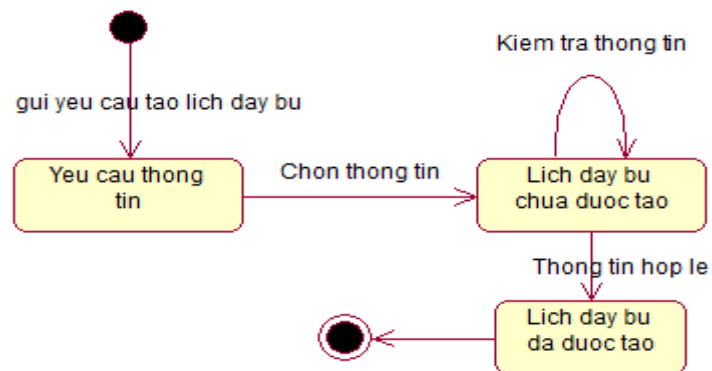 Kiem tra thong tin
gui yeu cau tao lich day bu
Yeu cau thong
tin
Chon thong tin
Lich day bu
chua duoc tao
Thong tin hop le
Lich day bu
da duoc tao